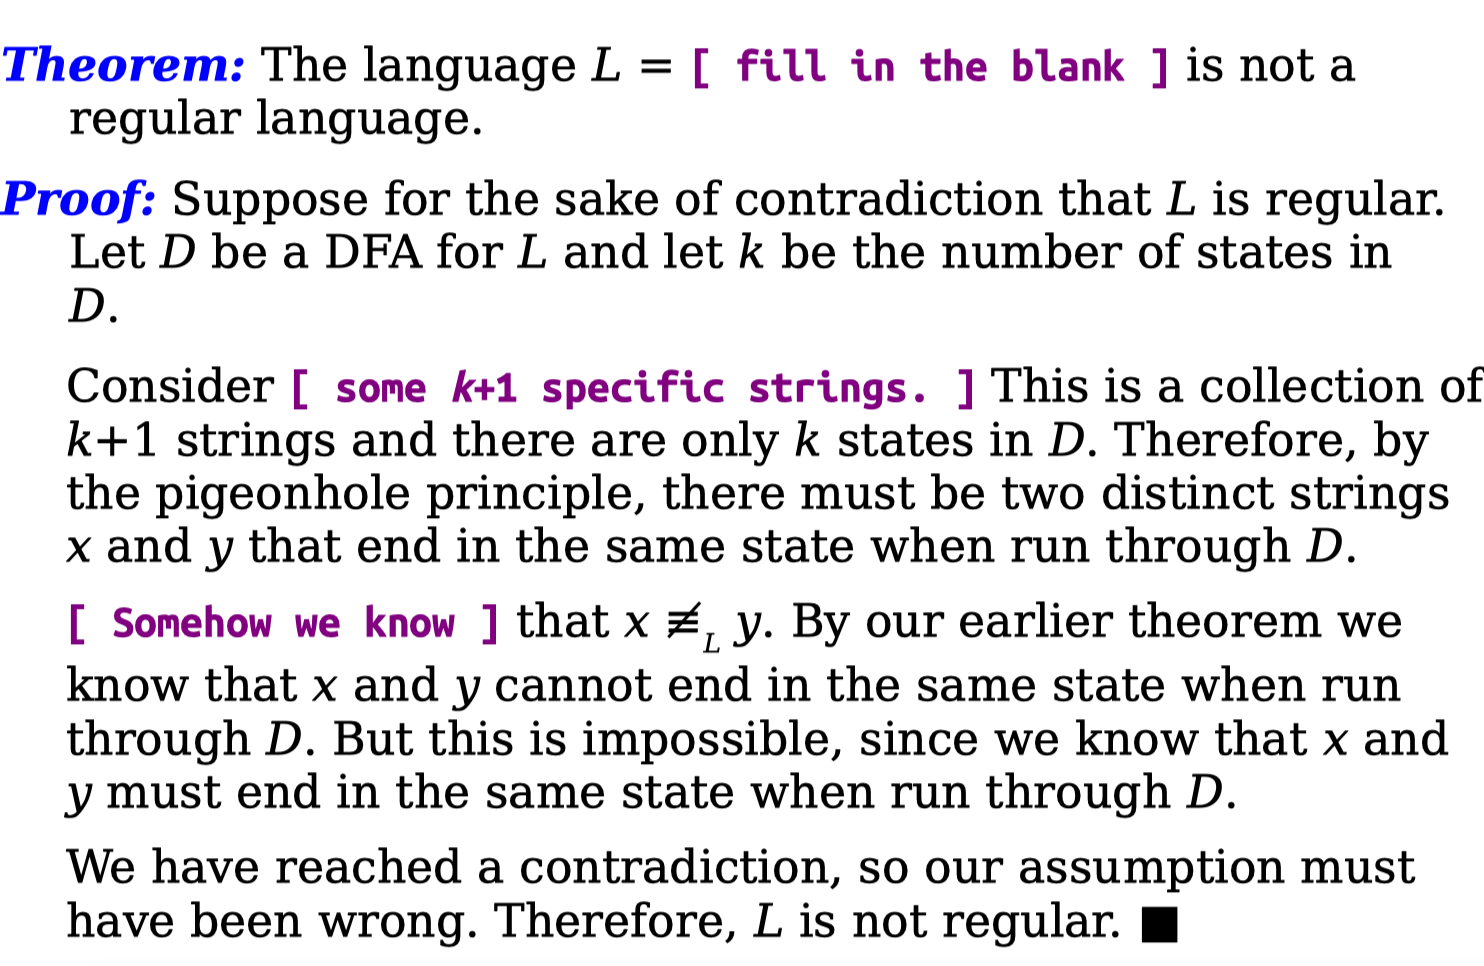 Theorem: The language L = [ fill in the blank ] is not a
regular language.
Proof: Suppose for the sake of contradiction that L is regular.
Let D be a DFA for L and let k be the number of states in
D.
Consider [ some k+1 specific strings. ] This is a collection of
k+1 strings and there are only k states in D. Therefore, by
the pigeonhole principle, there must be two distinct strings
x and y that end in the same state when run through D.
[ Somehow we know ] that x ≢L y. By our earlier theorem we
know that x and y cannot end in the same state when run
through D. But this is impossible, since we know that x and
y must end in the same state when run through D.
We have reached a contradiction, so our assumption must
have been wrong. Therefore, L is not regular. ■